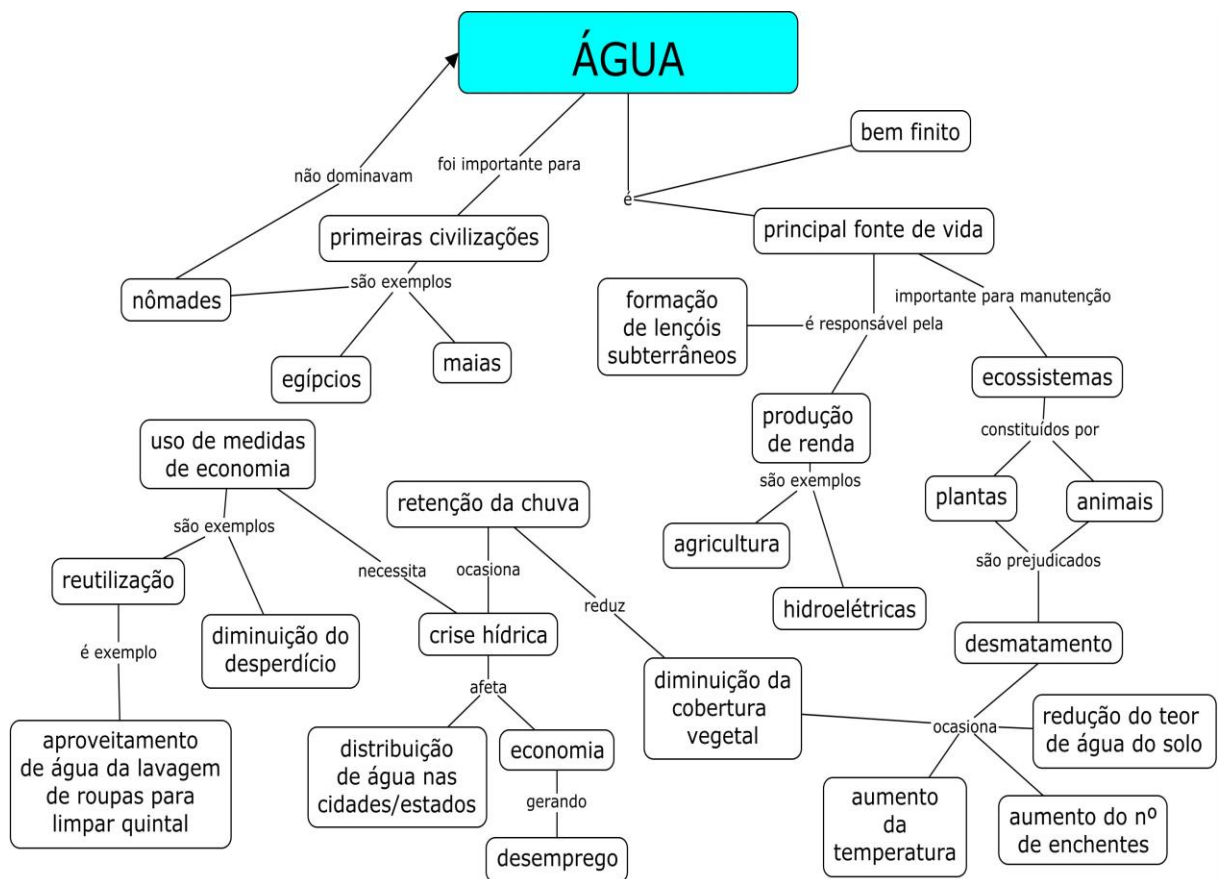 ÁGUA
bem finito
foi importante para
não dominavam
é
primeiras civilizações
principal fonte de vida
são exemplos
nômades
formação
de lençóis
subterrâneos
importante para manutenção
é responsável pela
egípcios
maias
ecossistemas
uso de medidas
de economia
produção
de renda
constituídos por
são exemplos
retenção da chuva
plantas
animais
são exemplos
agricultura
são prejudicados
reutilização
necessita
ocasiona
reduz
hidroelétricas
diminuição do
desperdício
crise hídrica
desmatamento
é exemplo
afeta
diminuição da
cobertura
vegetal
ocasiona
redução do teor
de água do solo
aproveitamento
de água da lavagem
de roupas para
limpar quintal
distribuição
de água nas
cidades/estados
economia
gerando
desemprego
aumento
da
temperatura
aumento do nº
de enchentes